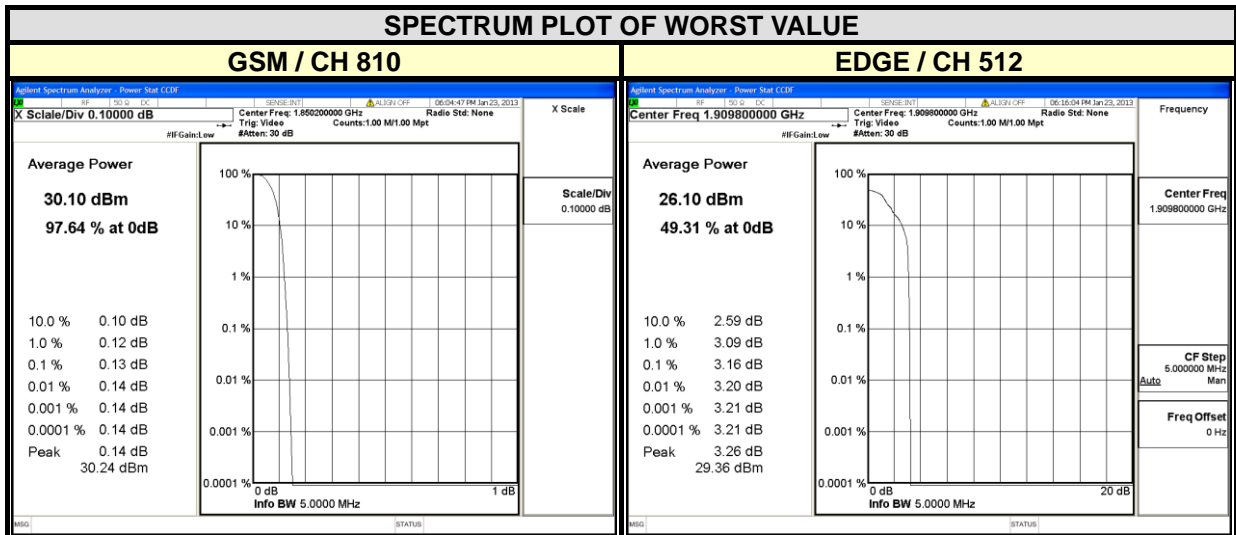 SPECTRUM PLOT OF WORST VALUE
GSM / CH 810
Agilent Spectrum Analyzer - Power Stat CCDF
RF 50 Ω DC SENSE:INT ALIGN OFF 06:04:47 PM Jan 23, 2013
X Sclale/Div 0.10000 dB
Center Freq: 1.850200000 GHz Radio Std: None
Trig: Video Counts:1.00 M/1.00 Mpt
#IFGain:Low #Atten: 30 dB
X Scale
Scale/Div
0.10000 dB
Average Power
30.10 dBm
97.64 % at 0dB
10.0 % 0.10 dB
1.0 % 0.12 dB
0.1 % 0.13 dB
0.01 % 0.14 dB
0.001 % 0.14 dB
0.0001 % 0.14 dB
Peak 0.14 dB
30.24 dBm
100 %
10 %
1 %
0.1 %
0.01 %
0.001 %
0.0001 %
0 dB 1 dB
Info BW 5.0000 MHz
MSG STATUS
EDGE / CH 512
Agilent Spectrum Analyzer - Power Stat CCDF
RF 50 Ω DC SENSE:INT ALIGN OFF 06:16:04 PM Jan 23, 2013
Center Freq 1.909800000 GHz
Center Freq: 1.909800000 GHz Radio Std: None
Trig: Video Counts:1.00 M/1.00 Mpt
#IFGain:Low #Atten: 30 dB
Frequency
Center Freq
1.909800000 GHz
CF Step
5.000000 MHz
Auto Man
Freq Offset
0 Hz
Average Power
26.10 dBm
49.31 % at 0dB
10.0 % 2.59 dB
1.0 % 3.09 dB
0.1 % 3.16 dB
0.01 % 3.20 dB
0.001 % 3.21 dB
0.0001 % 3.21 dB
Peak 3.26 dB
29.36 dBm
100 %
10 %
1 %
0.1 %
0.01 %
0.001 %
0.0001 %
0 dB 20 dB
Info BW 5.0000 MHz
MSG STATUS